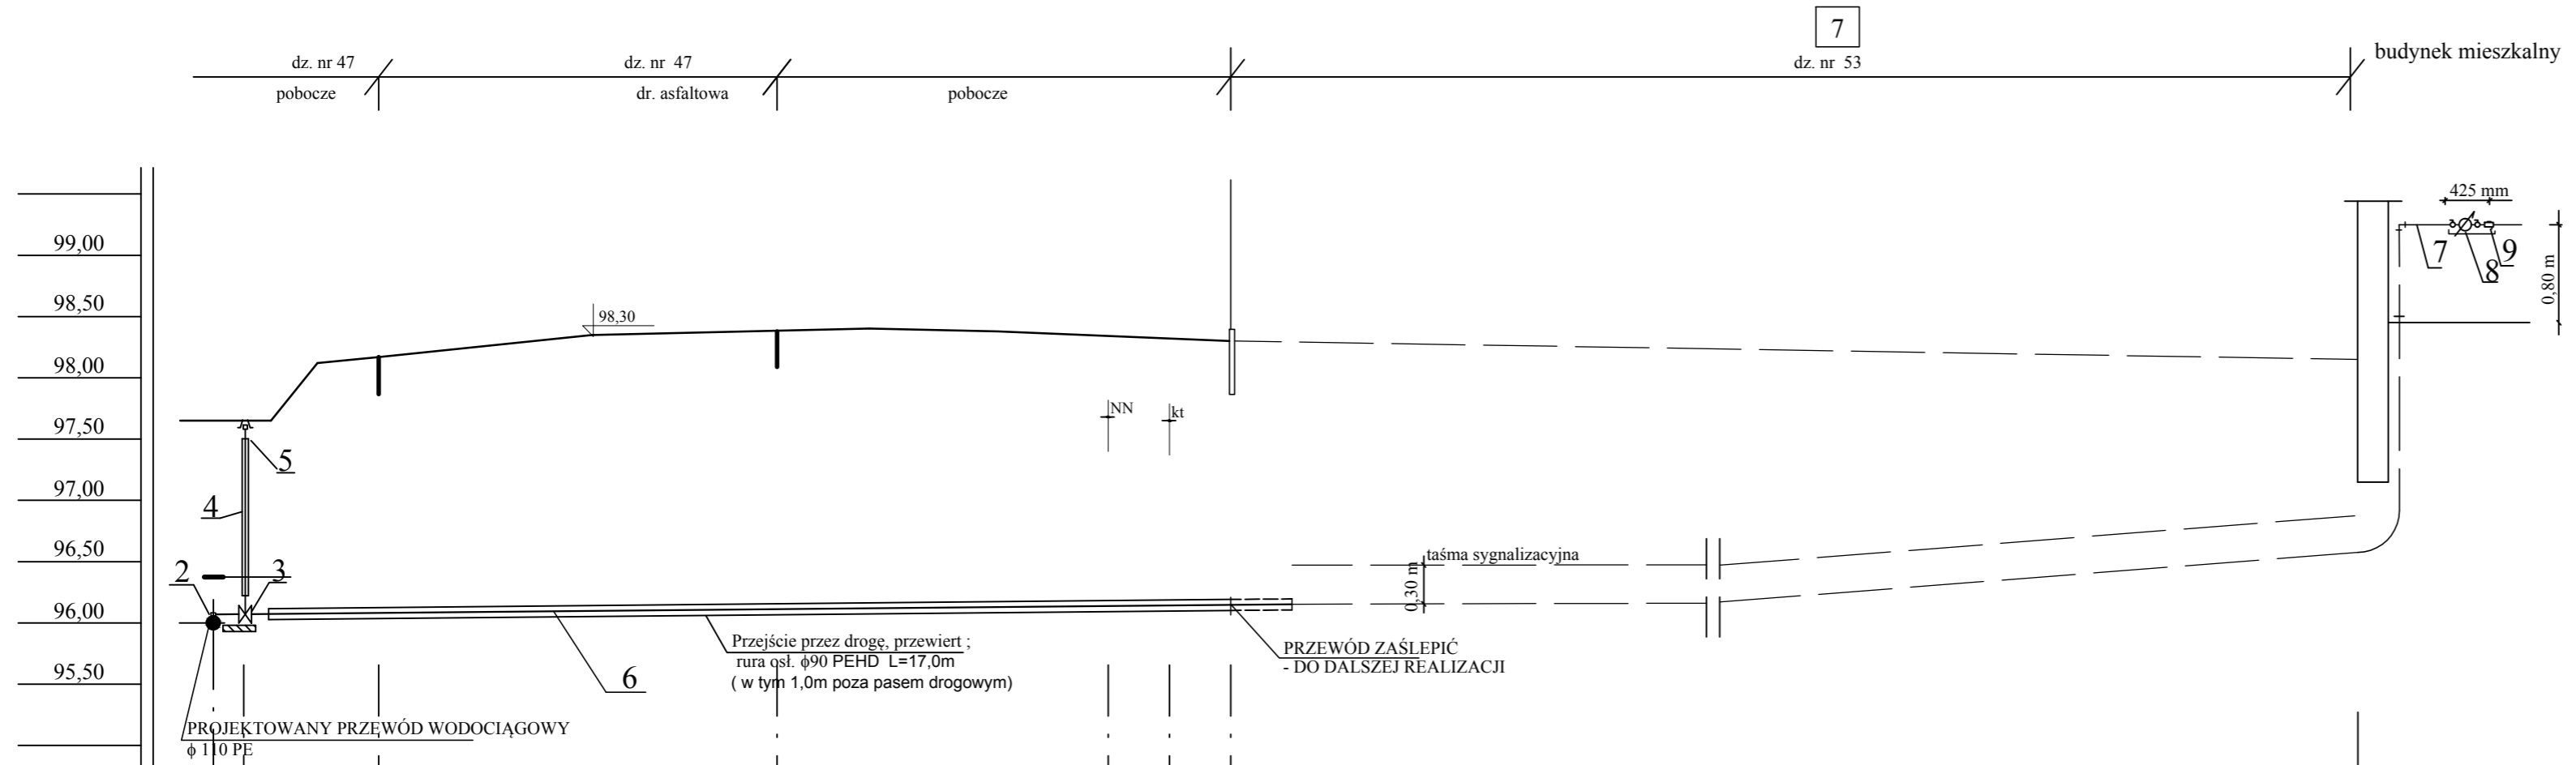 7
dz. nr 47
dz. nr  47
dz. nr  53
budynek mieszkalny
pobocze
dr. asfaltowa
pobocze
425 mm
99,00
7
8
9
0,80 m
98,50
98,30
98,00
NN
kt
97,50
5
97,00
4
96,50
taśma sygnalizacyjna
2
3
0,30 m
96,00
Przejście przez drogę, przewiert ;
rura osł. ϕ90 PEHD  L=17,0m
( w tym 1,0m poza pasem drogowym)
PRZEWÓD ZAŚLEPIĆ
- DO DALSZEJ REALIZACJI
95,50
6
PROJEKTOWANY PRZEWÓD WODOCIĄGOWY
ϕ 110 PE